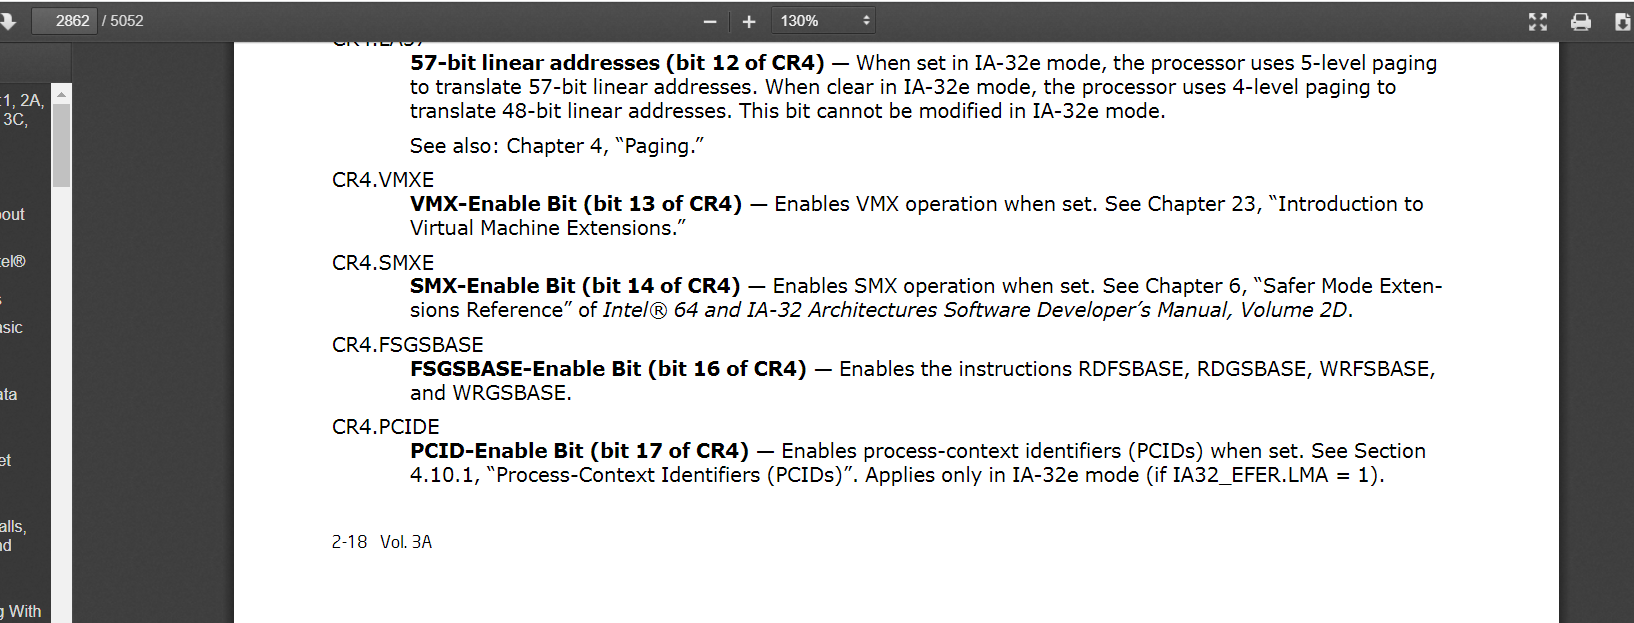 2862 / 5052
130%
:1, 2A,
3C,
out
el®
sic
ata
et
alls,
nd
g With
CR4.LA57
57-bit linear addresses (bit 12 of CR4) — When set in IA-32e mode, the processor uses 5-level paging
to translate 57-bit linear addresses. When clear in IA-32e mode, the processor uses 4-level paging to
translate 48-bit linear addresses. This bit cannot be modified in IA-32e mode.
See also: Chapter 4, “Paging.”
CR4.VMXE
VMX-Enable Bit (bit 13 of CR4) — Enables VMX operation when set. See Chapter 23, “Introduction to
Virtual Machine Extensions.”
CR4.SMXE
SMX-Enable Bit (bit 14 of CR4) — Enables SMX operation when set. See Chapter 6, “Safer Mode Exten-
sions Reference” of Intel® 64 and IA-32 Architectures Software Developer’s Manual, Volume 2D.
CR4.FSGSBASE
FSGSBASE-Enable Bit (bit 16 of CR4) — Enables the instructions RDFSBASE, RDGSBASE, WRFSBASE,
and WRGSBASE.
CR4.PCIDE
PCID-Enable Bit (bit 17 of CR4) — Enables process-context identifiers (PCIDs) when set. See Section
4.10.1, “Process-Context Identifiers (PCIDs)”. Applies only in IA-32e mode (if IA32_EFER.LMA = 1).
2-18 Vol. 3A